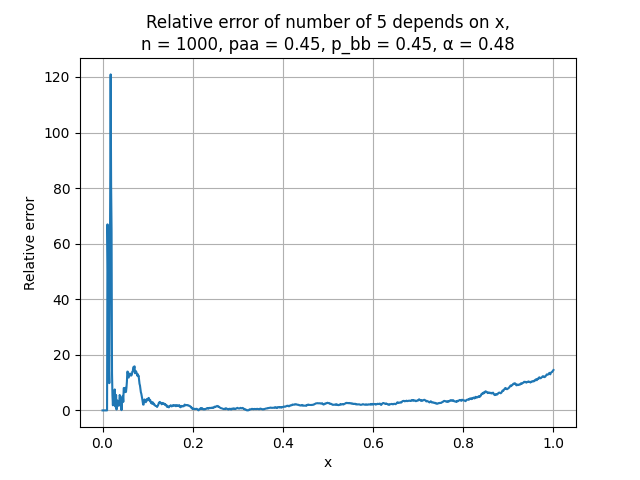 Relative error of number of 5 depends on x,
n = 1000, paa = 0.45, p_bb = 0.45, α = 0.48
120
100
80
60
40
20
0
Relative error
0.0 0.2 0.4 0.6 0.8 1.0
x